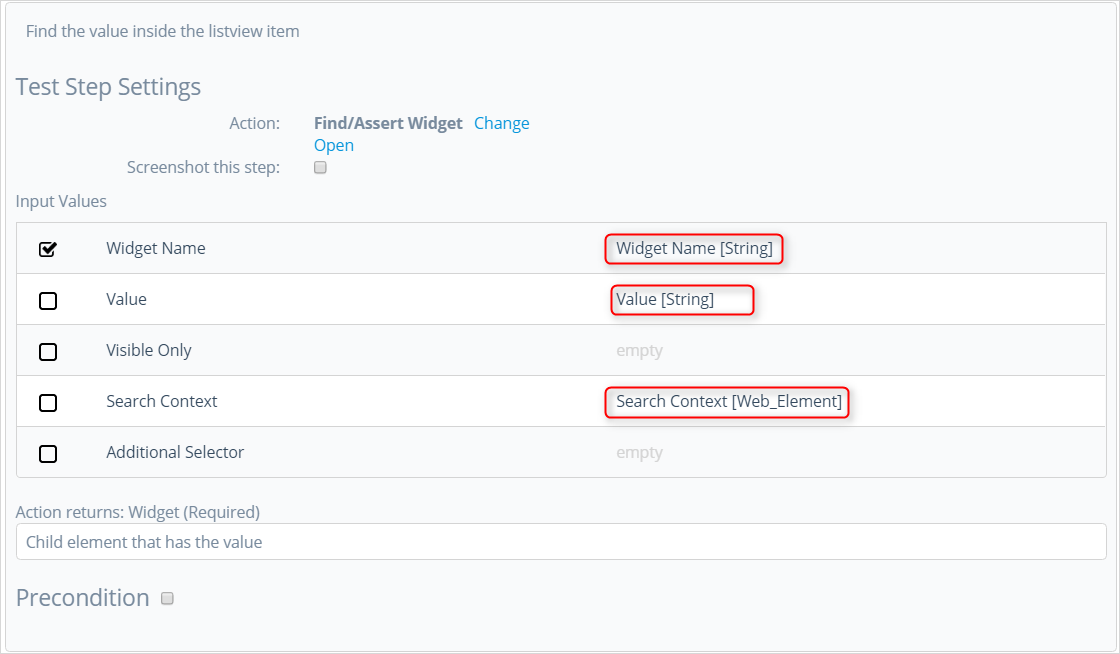 Find the value inside the listview item
Test Step Settings
Action: Find/Assert Widget Change
Open
Screenshot this step:
Input Values
Widget Name Widget Name [String]
Value Value [String]
Visible Only empty
Search Context Search Context [Web_Element]
Additional Selector empty
Action returns: Widget (Required)
Child element that has the value
Precondition